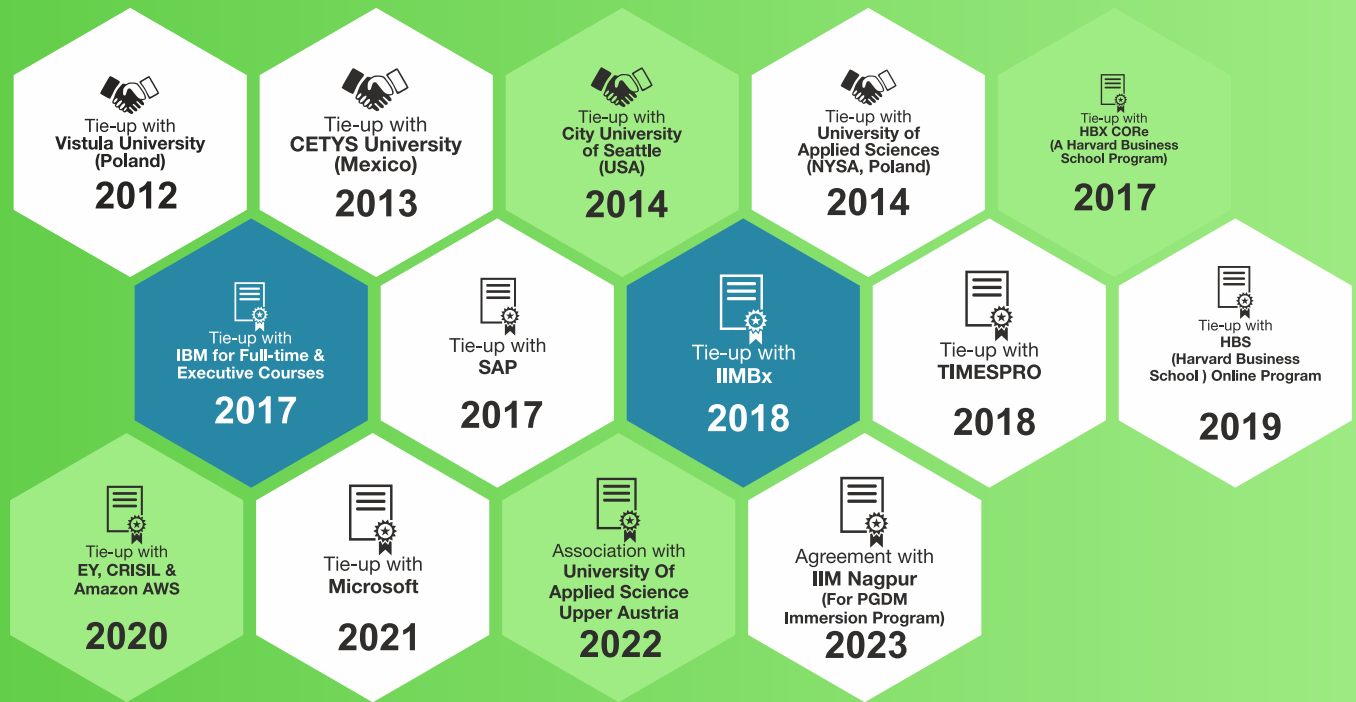 Tie-up with
Vistula University
(Poland)
2012
Tie-up with
CETYS University
(Mexico)
2013
Tie-up with
City University
of Seattle
(USA)
2014
Tie-up with
University of
Applied Sciences
(NYSA, Poland)
2014
Tie-up with
HBX CORe
(A Harvard Business
School Program)
2017
Tie-up with
IBM for Full-time &
Executive Courses
2017
Tie-up with
SAP
2017
Tie-up with
IIMBx
2018
Tie-up with
TIMESPRO
2018
Tie-up with
HBS
(Harvard Business
School ) Online Program
2019
Tie-up with
EY, CRISIL &
Amazon AWS
2020
Tie-up with
Microsoft
2021
Association with
University Of
Applied Science
Upper Austria
2022
Agreement with
IIM Nagpur
(For PGDM
Immersion Program)
2023